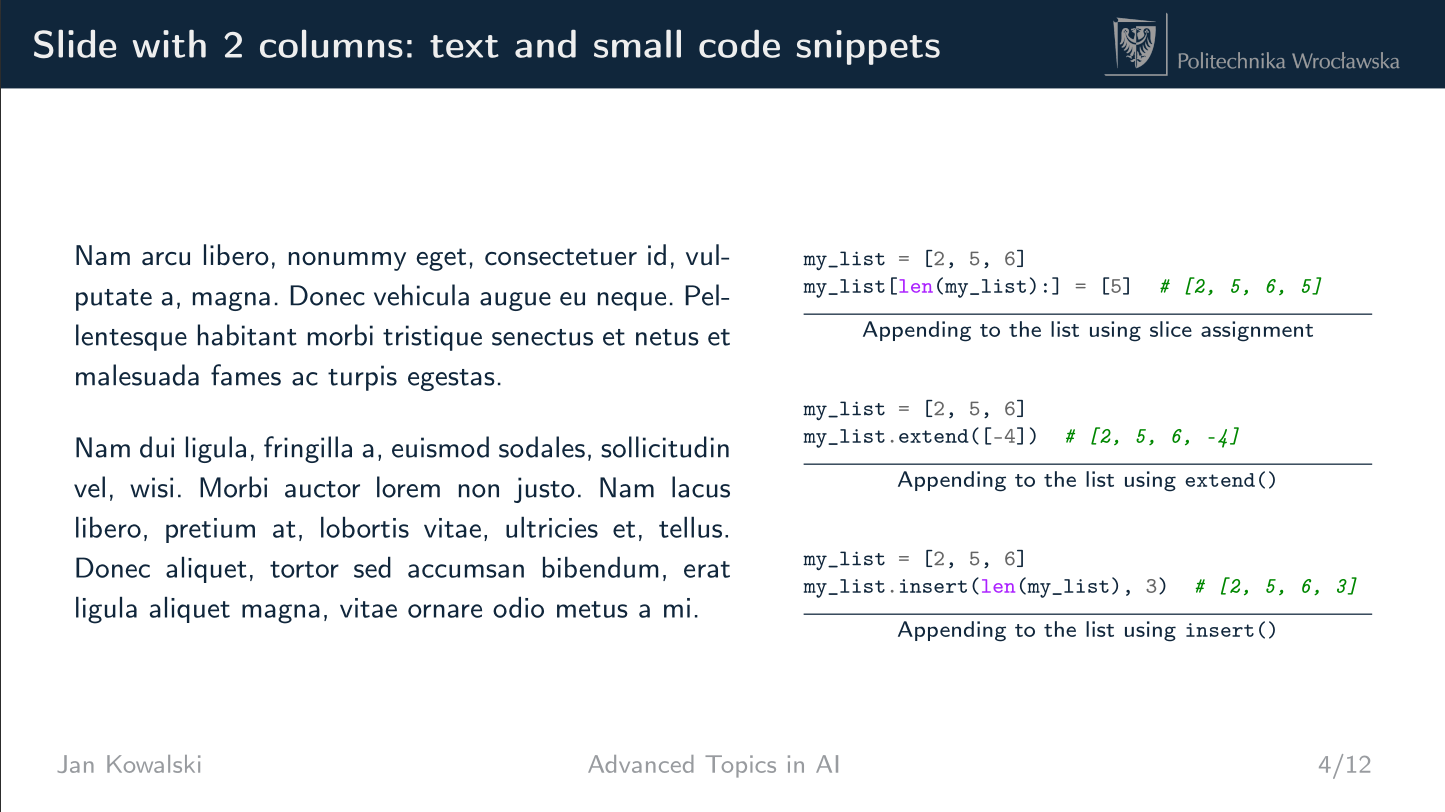 Slide with 2 columns: text and small code snippets
Politechnika Wrocławska
Nam arcu libero, nonummy eget, consectetuer id, vul-
putate a, magna. Donec vehicula augue eu neque. Pel-
lentesque habitant morbi tristique senectus et netus et
malesuada fames ac turpis egestas.
Nam dui ligula, fringilla a, euismod sodales, sollicitudin
vel, wisi. Morbi auctor lorem non justo. Nam lacus
libero, pretium at, lobortis vitae, ultricies et, tellus.
Donec aliquet, tortor sed accumsan bibendum, erat
ligula aliquet magna, vitae ornare odio metus a mi.
my_list = [2, 5, 6]
my_list[len(my_list):] = [5]  # [2, 5, 6, 5]
Appending to the list using slice assignment
my_list = [2, 5, 6]
my_list.extend([-4])  # [2, 5, 6, -4]
Appending to the list using extend()
my_list = [2, 5, 6]
my_list.insert(len(my_list), 3)  # [2, 5, 6, 3]
Appending to the list using insert()
Jan Kowalski
Advanced Topics in AI
4/12